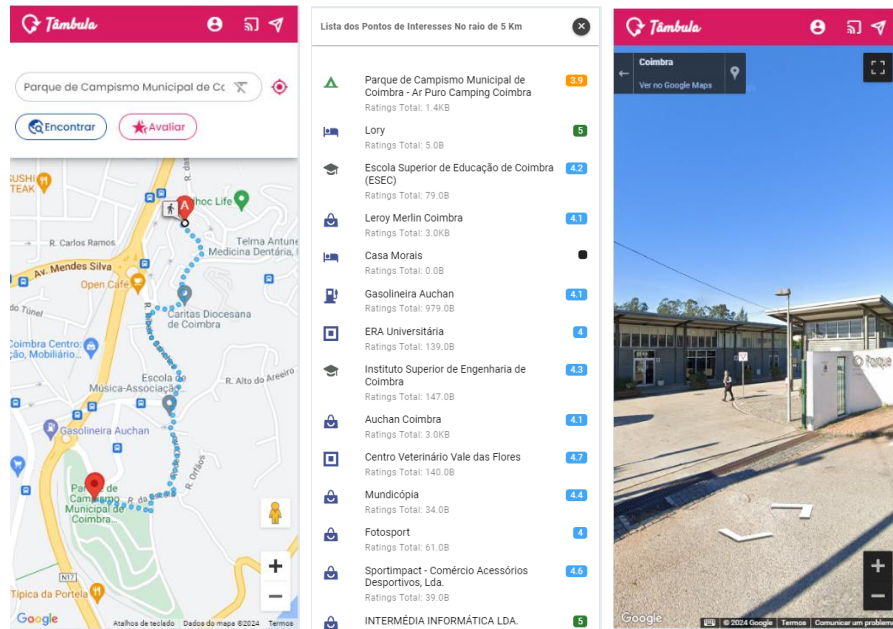 Tâmbula
Parque de Campismo Municipal de Cc
Encontrar
Avaliar
SUSHI
TEAK
R. Carlos Ramos
Av. Mendes Silva
Open Café
A
hoc Life
Telma Antune
Medicina Dentária,
Caritas Diocesana
de Coimbra
do Túnel
Coimbra Centro:
ção, Mobiliário...
Escola de
Música-Associação
R. Alto do Areeiro
Gasolineira Auchan
R. Orfãos
Parque de
Campismo
Municipal de
Coimbra...
R. da
N17
Típica da Portela
Google
Atalhos de teclado
Dados do mapa ©2024
Termos
Lista dos Pontos de Interesses No raio de 5 Km
Parque de Campismo Municipal de
Coimbra - Ar Puro Camping Coimbra
3.9
Ratings Total: 1.4KB
Lory
5
Ratings Total: 5.0B
Escola Superior de Educação de Coimbra
(ESEC)
4.2
Ratings Total: 79.0B
Leroy Merlin Coimbra
4.1
Ratings Total: 3.0KB
Casa Morais
Ratings Total: 0.0B
Gasolineira Auchan
4.1
Ratings Total: 979.0B
ERA Universitária
4
Ratings Total: 139.0B
Instituto Superior de Engenharia de
Coimbra
4.3
Ratings Total: 147.0B
Auchan Coimbra
4.1
Ratings Total: 3.0KB
Centro Veterinário Vale das Flores
4.7
Ratings Total: 140.0B
Mundicópia
4.4
Ratings Total: 34.0B
Fotosport
4
Ratings Total: 61.0B
Sportimpact - Comércio Acessórios
Desportivos, Lda.
4.6
Ratings Total: 39.0B
INTERMÉDIA INFORMÁTICA LDA.
5
Tâmbula
Coimbra
Ver no Google Maps
Parque
Google
© 2024 Google
Termos
Comunicar um problema